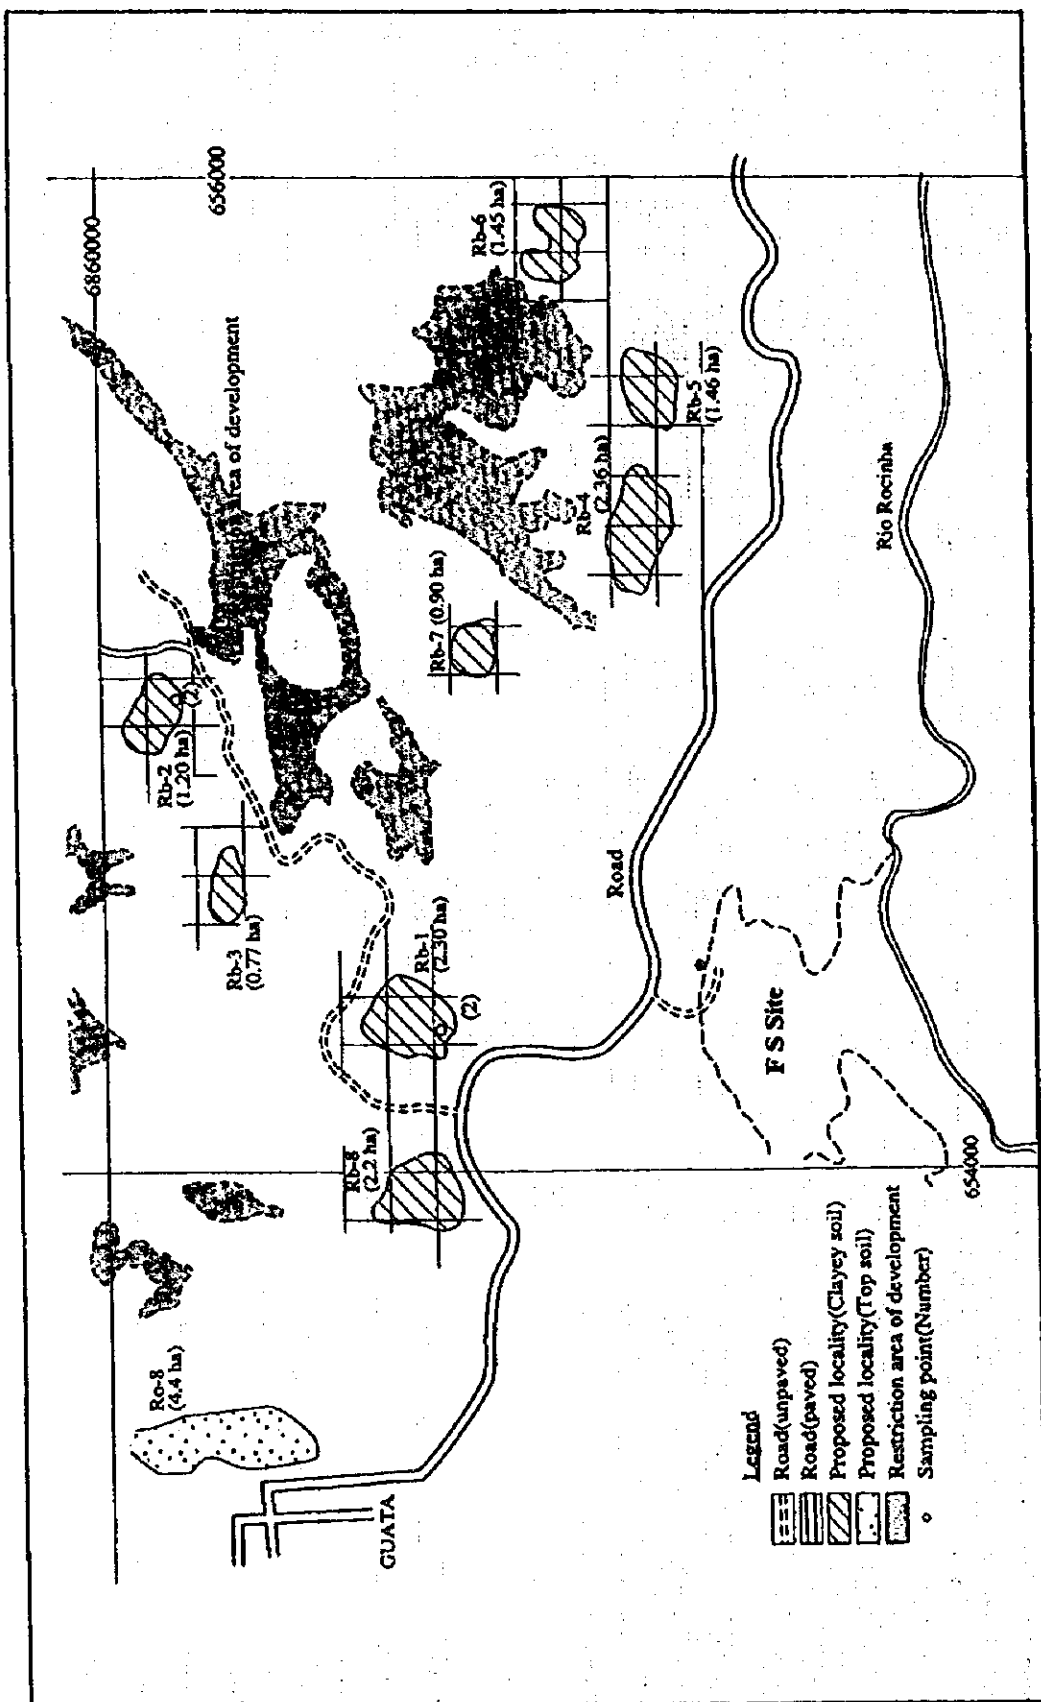 6860000
656000
Restriction area of development
Rb-6
(1.45 ha)
Rb-5
(1.46 ha)
Rb-4
(2.36 ha)
Rb-7 (0.90 ha)
Rb-2
(1.20 ha)
(2)
Rb-3
(0.77 ha)
Rb-1
(2.30 ha)
(2)
Rb-8
(2.2 ha)
Ro-8
(4.4 ha)
GUATA
Road
Rio Rocinha
F S Site
654000
Legend
Road(unpaved)
Road(paved)
Proposed locality(Clayey soil)
Proposed locality(Top soil)
Restriction area of development
Sampling point(Number)